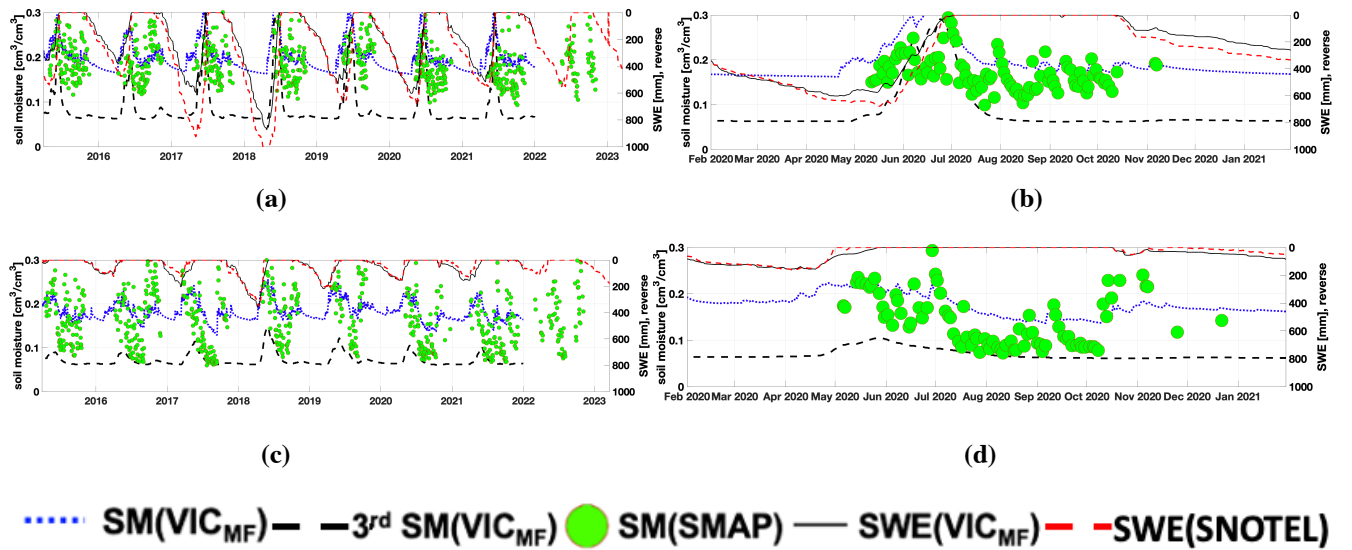 soil moisture [cm3/cm3]
0.3
0.2
0.1
0
2016 2017 2018 2019 2020 2021 2022 2023
0
200
400
600
800
1000
SWE [mm], reverse
(a)
soil moisture [cm3/cm3]
0.3
0.2
0.1
0
Feb 2020 Mar 2020 Apr 2020 May 2020 Jun 2020 Jul 2020 Aug 2020 Sep 2020 Oct 2020 Nov 2020 Dec 2020 Jan 2021
0
200
400
600
800
1000
SWE [mm], reverse
(b)
soil moisture [cm3/cm3]
0.3
0.2
0.1
0
2016 2017 2018 2019 2020 2021 2022 2023
0
200
400
600
800
1000
SWE [mm], reverse
(c)
soil moisture [cm3/cm3]
0.3
0.2
0.1
0
Feb 2020 Mar 2020 Apr 2020 May 2020 Jun 2020 Jul 2020 Aug 2020 Sep 2020 Oct 2020 Nov 2020 Dec 2020 Jan 2021
0
200
400
600
800
1000
SWE [mm], reverse
(d)
SM(VICMF) 3rd SM(VICMF) SM(SMAP) SWE(VICMF) SWE(SNOTEL)